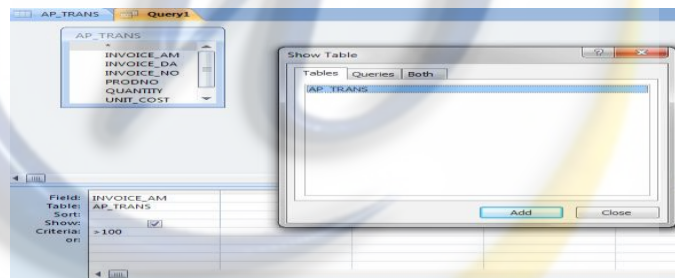 AP_TRANS Query1
AP_TRANS
*
INVOICE_AM
INVOICE_DA
INVOICE_NO
PRODNO
QUANTITY
UNIT_COST
Show Table
Tables Queries Both
AP_TRANS
Add Close
Field: INVOICE_AM
Table: AP_TRANS
Sort:
Show:
Criteria: >100
or: